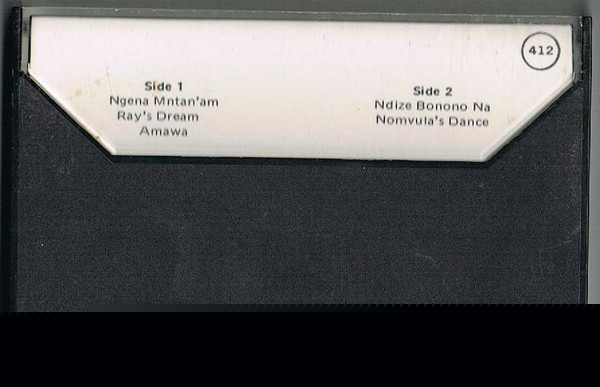 412
Side 1
Ngena Mntan'am
Ray's Dream
Amawa
Side 2
Ndize Bonono Na
Nomvula's Dance